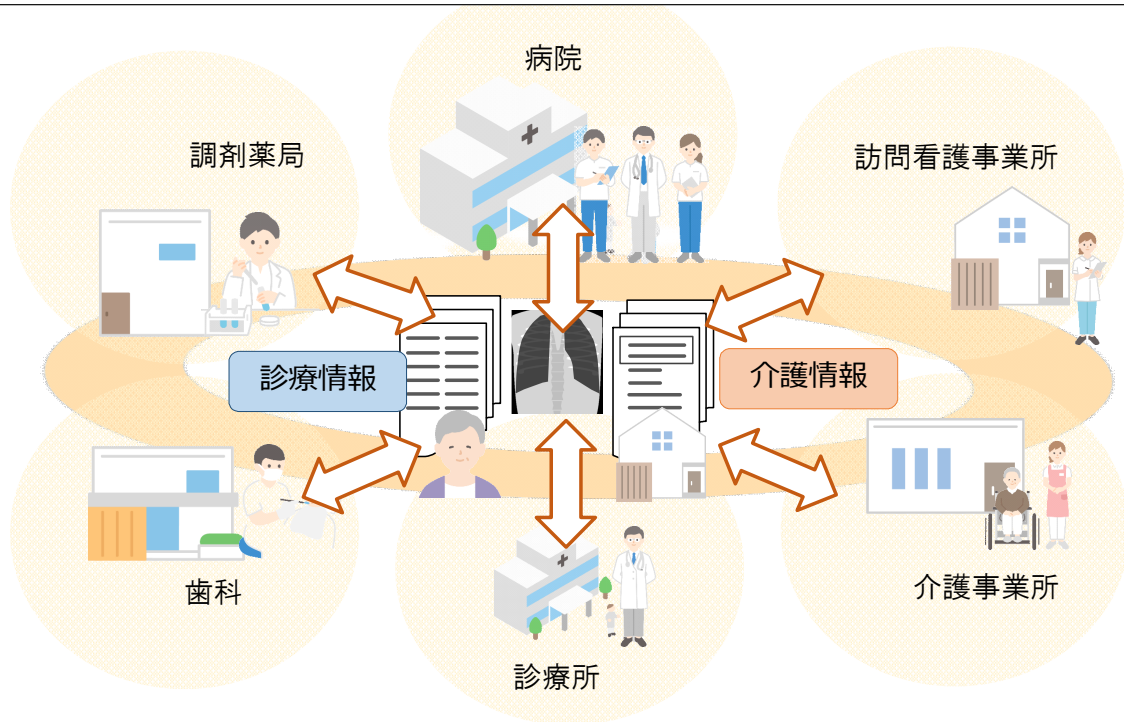 病院
調剤薬局
訪問看護事業所
診療情報
介護情報
歯科
介護事業所
診療所